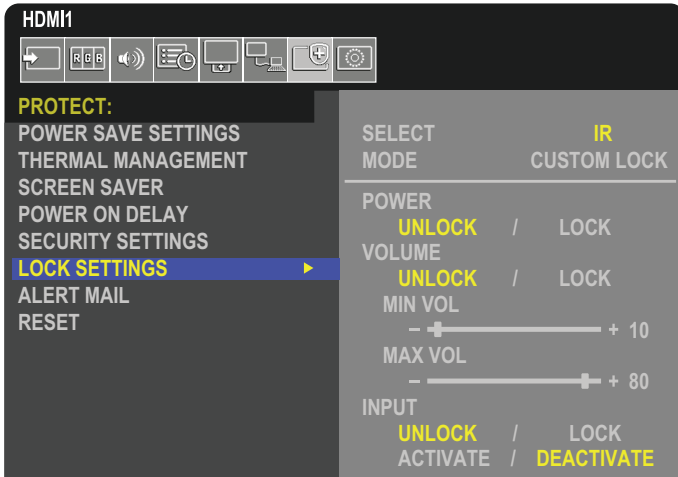 HDMI1
RGB
PROTECT:
POWER SAVE SETTINGS
THERMAL MANAGEMENT
SCREEN SAVER
POWER ON DELAY
SECURITY SETTINGS
LOCK SETTINGS
ALERT MAIL
RESET
SELECT IR
MODE CUSTOM LOCK
POWER
UNLOCK / LOCK
VOLUME
UNLOCK / LOCK
MIN VOL
– + 10
MAX VOL
– + 80
INPUT
UNLOCK / LOCK
ACTIVATE / DEACTIVATE